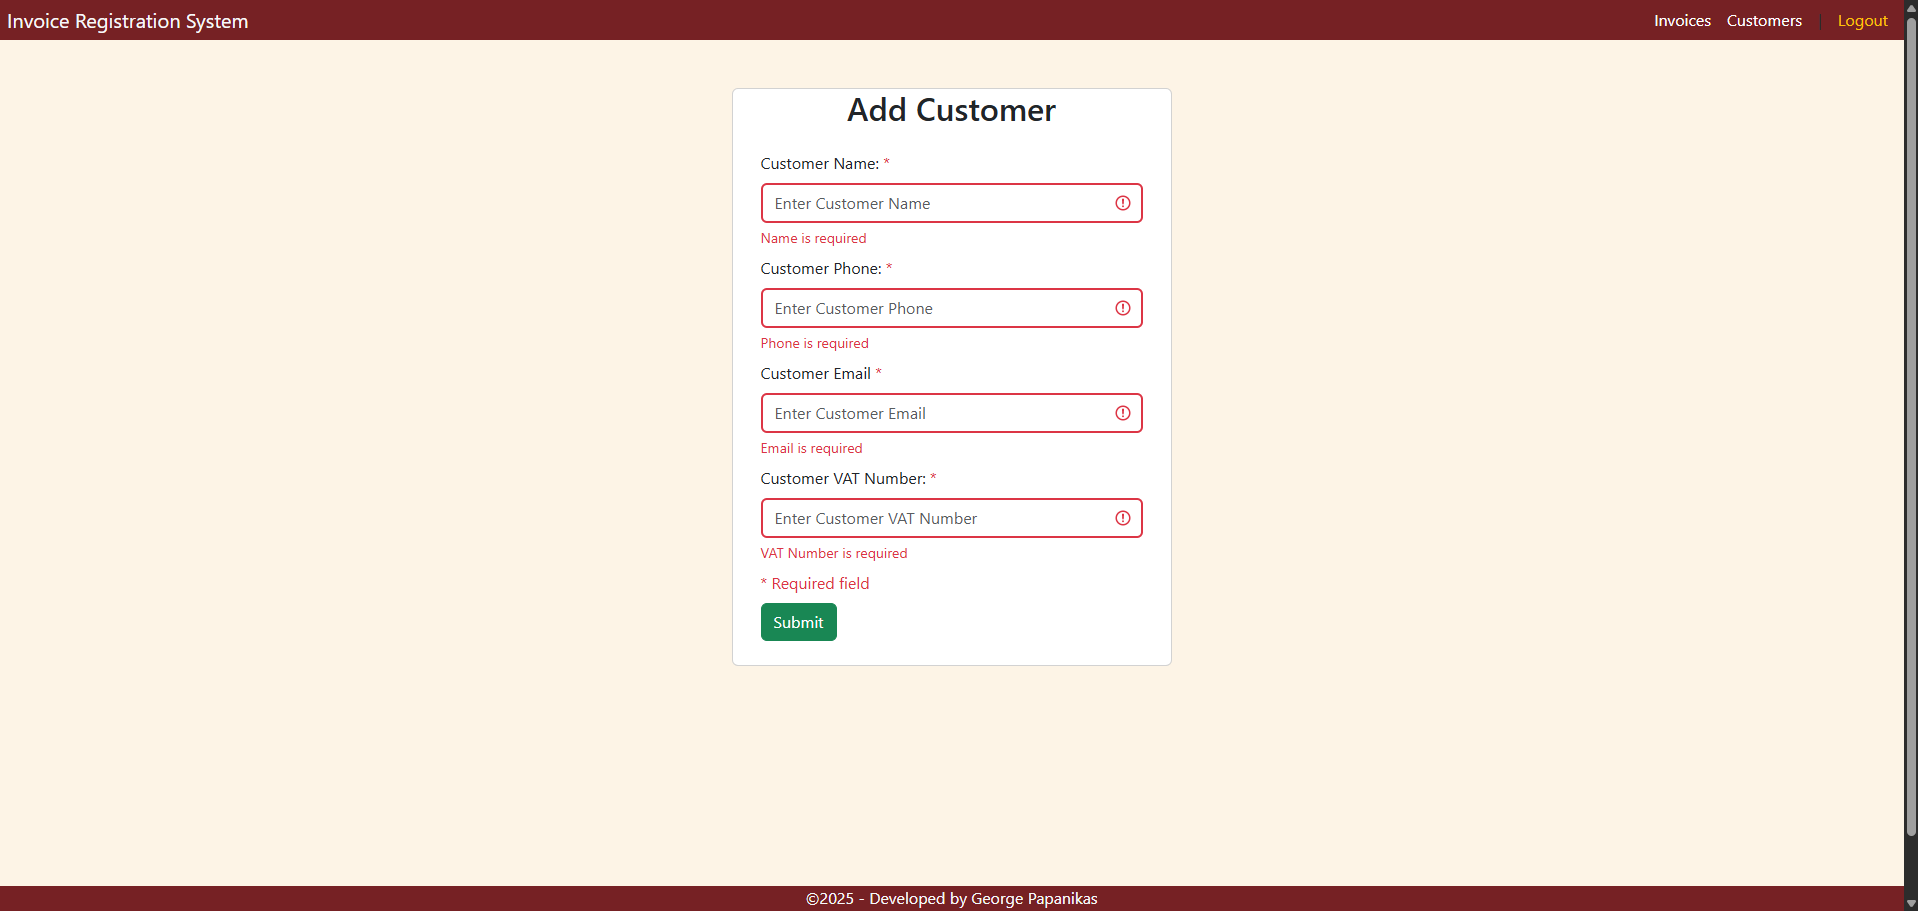 Invoice Registration System
Invoices Customers | Logout
Add Customer
Customer Name: *
Enter Customer Name
Name is required
Customer Phone: *
Enter Customer Phone
Phone is required
Customer Email *
Enter Customer Email
Email is required
Customer VAT Number: *
Enter Customer VAT Number
VAT Number is required
* Required field
Submit
©2025 - Developed by George Papanikas